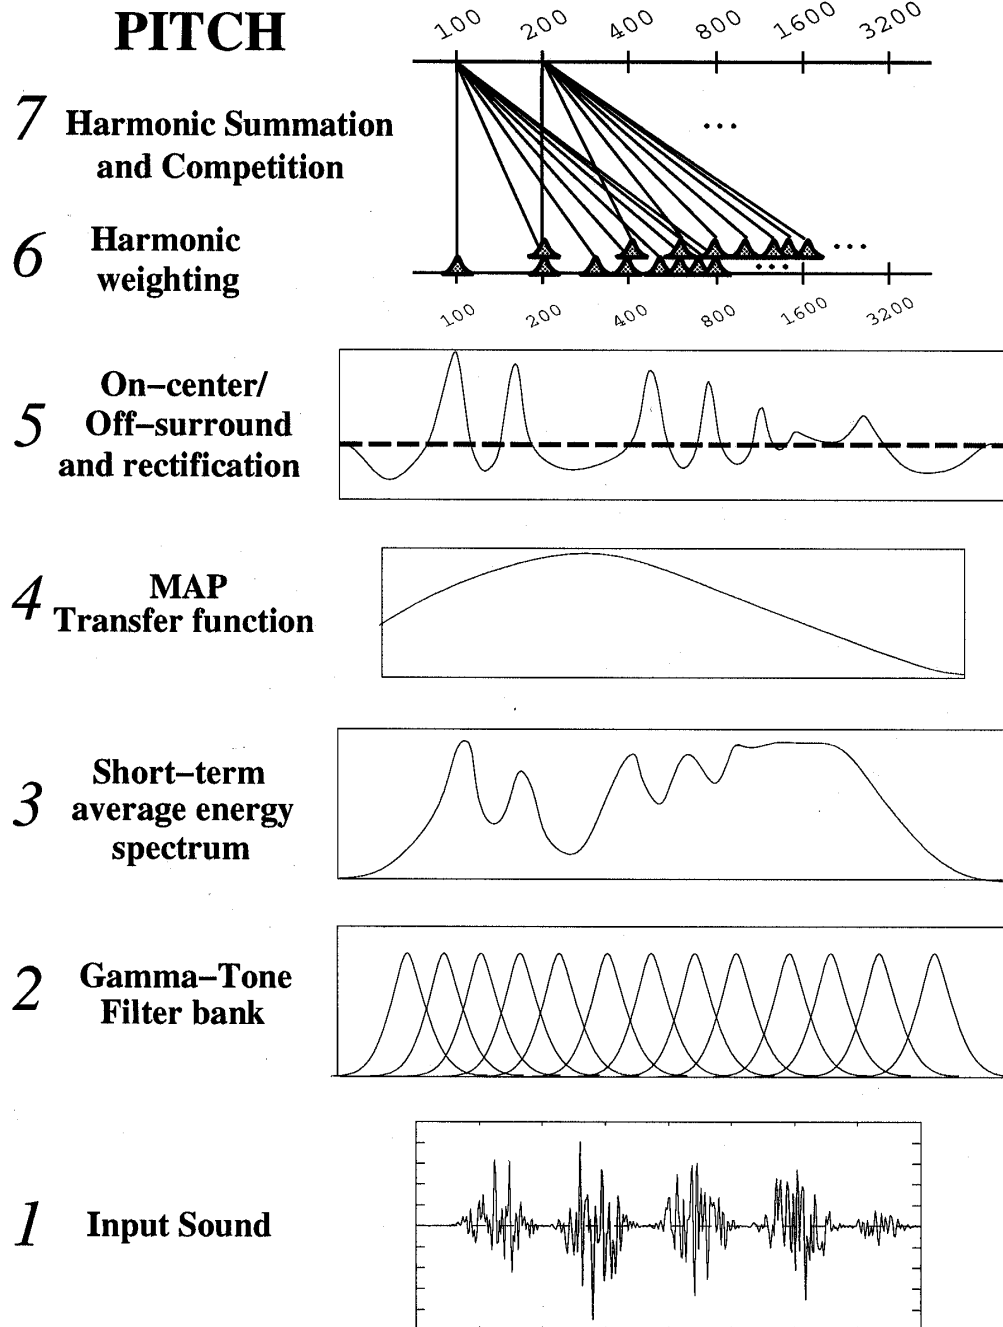 PITCH
100 200 400 800 1600 3200
7 Harmonic Summation
and Competition
...
6 Harmonic
weighting
...
...
100 200 400 800 1600 3200
5 On–center/
Off–surround
and rectification
4 MAP
Transfer function
3 Short–term
average energy
spectrum
2 Gamma–Tone
Filter bank
1 Input Sound